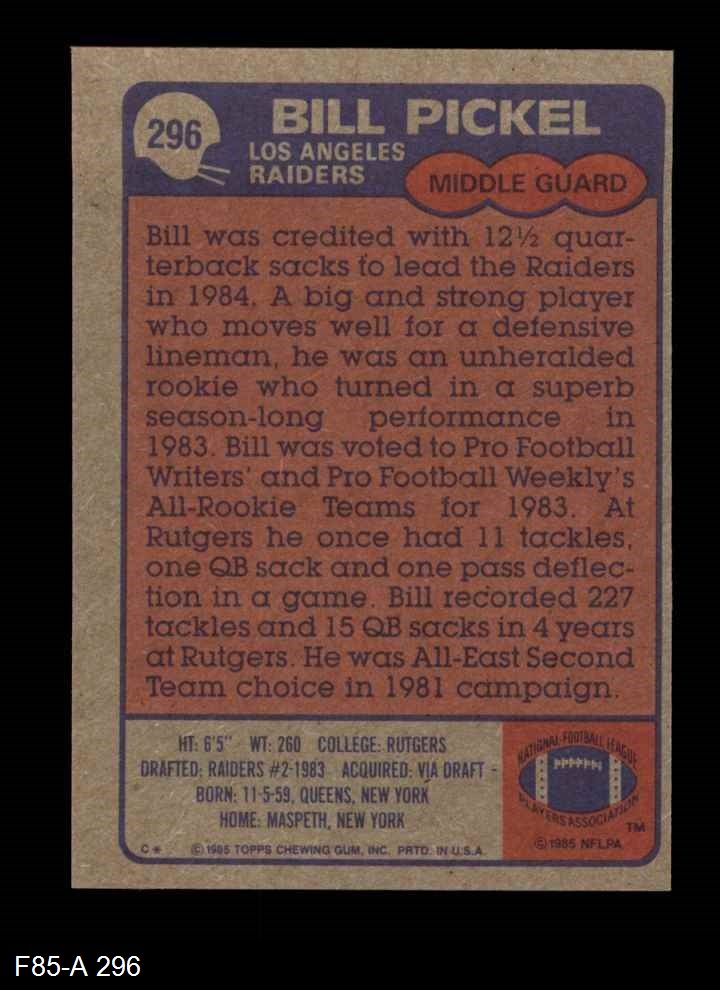 296
BILL PICKEL
LOS ANGELES
RAIDERS
MIDDLE GUARD
Bill was credited with 12½ quar-
terback sacks to lead the Raiders
in 1984. A big and strong player
who moves well for a defensive
lineman, he was an unheralded
rookie who turned in a superb
season-long performance in
1983. Bill was voted to Pro Football
Writers' and Pro Football Weekly's
All-Rookie Teams for 1983. At
Rutgers he once had 11 tackles,
one QB sack and one pass deflec-
tion in a game. Bill recorded 227
tackles and 15 QB sacks in 4 years
at Rutgers. He was All-East Second
Team choice in 1981 campaign.
HT: 6'5" WT: 260 COLLEGE: RUTGERS
DRAFTED: RAIDERS #2-1983 ACQUIRED: VIA DRAFT -
BORN: 11-5-59, QUEENS, NEW YORK
HOME: MASPETH, NEW YORK
C* ©1985 TOPPS CHEWING GUM, INC. PRTD. IN U.S.A.
NATIONAL FOOTBALL LEAGUE
PLAYERS ASSOCIATION
TM
©1985 NFLPA
F85-A 296